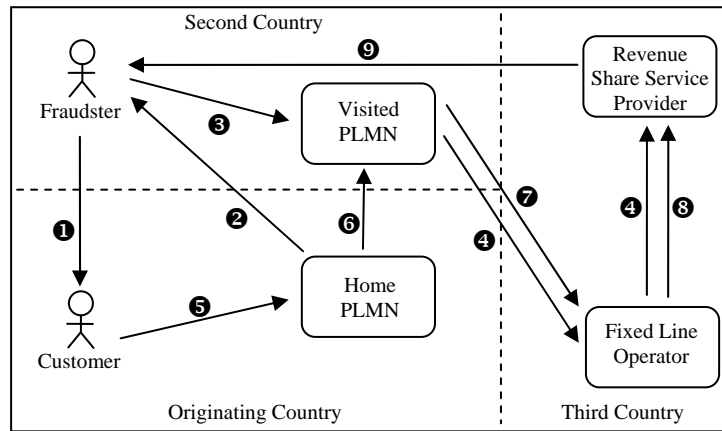 Second Country
Fraudster
❾
Revenue
Share Service
Provider
❸
Visited
PLMN
❶
❷
❻
❹
❼
❹
❽
Customer
❺
Home
PLMN
Fixed Line
Operator
Originating Country
Third Country